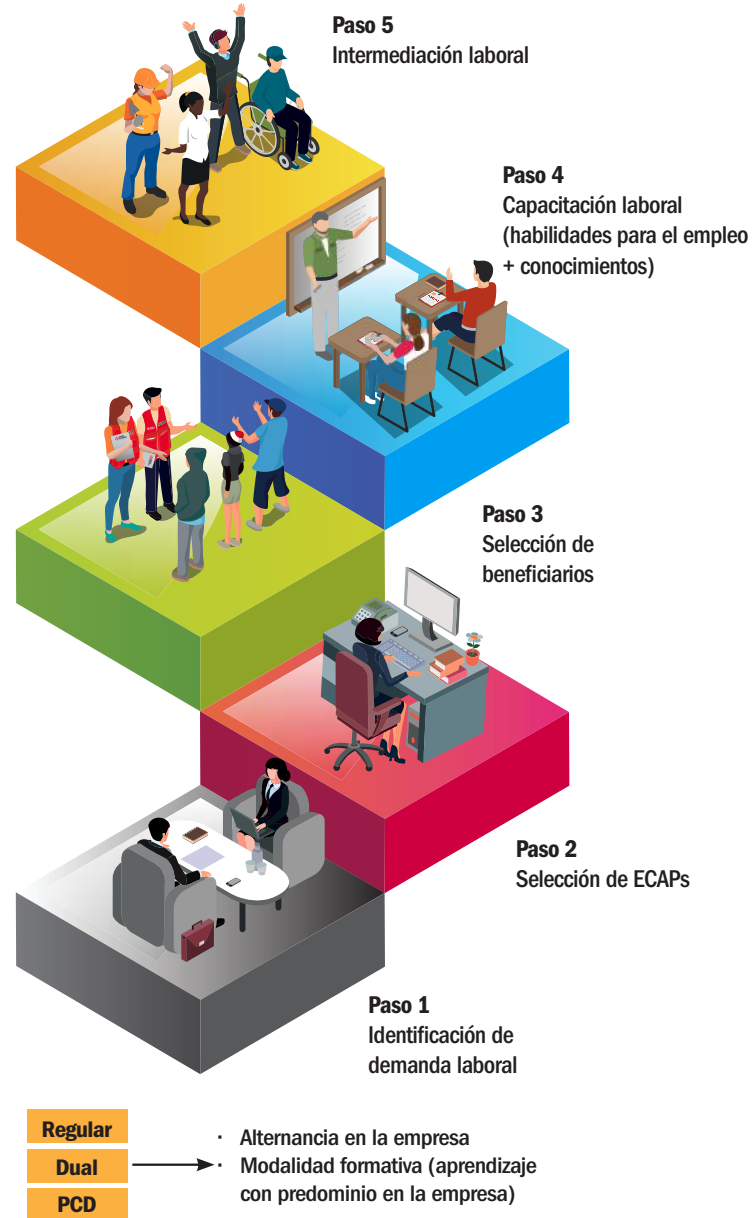 Paso 5
Intermediación laboral
Paso 4
Capacitación laboral
(habilidades para el empleo
+ conocimientos)
Paso 3
Selección de
beneficiarios
Paso 2
Selección de ECAPs
Paso 1
Identificación de
demanda laboral
Regular
Dual
PCD
· Alternancia en la empresa
· Modalidad formativa (aprendizaje
con predominio en la empresa)